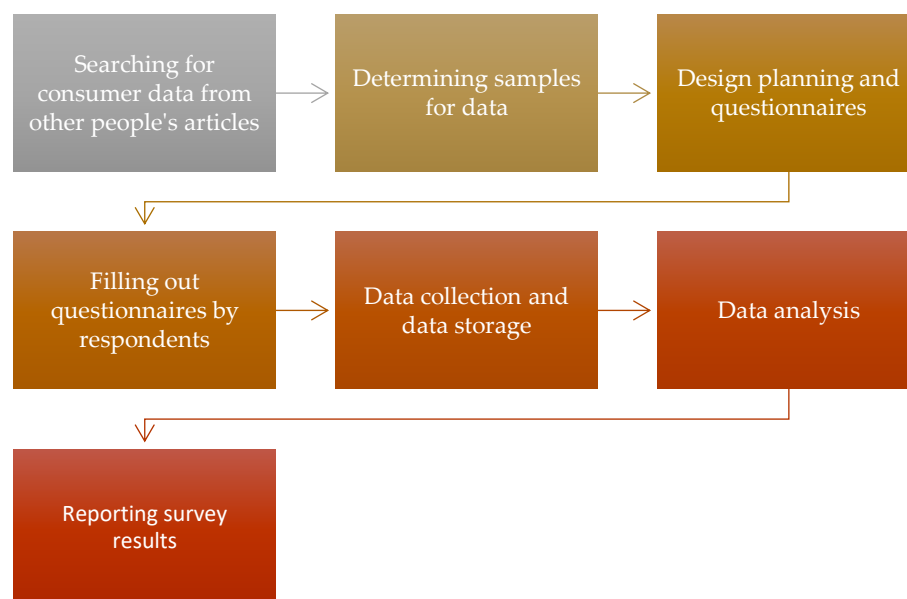 Searching for
consumer data from
other people's articles
Determining samples
for data
Design planning and
questionnaires
Filling out
questionnaires by
respondents
Data collection and
data storage
Data analysis
Reporting survey
results